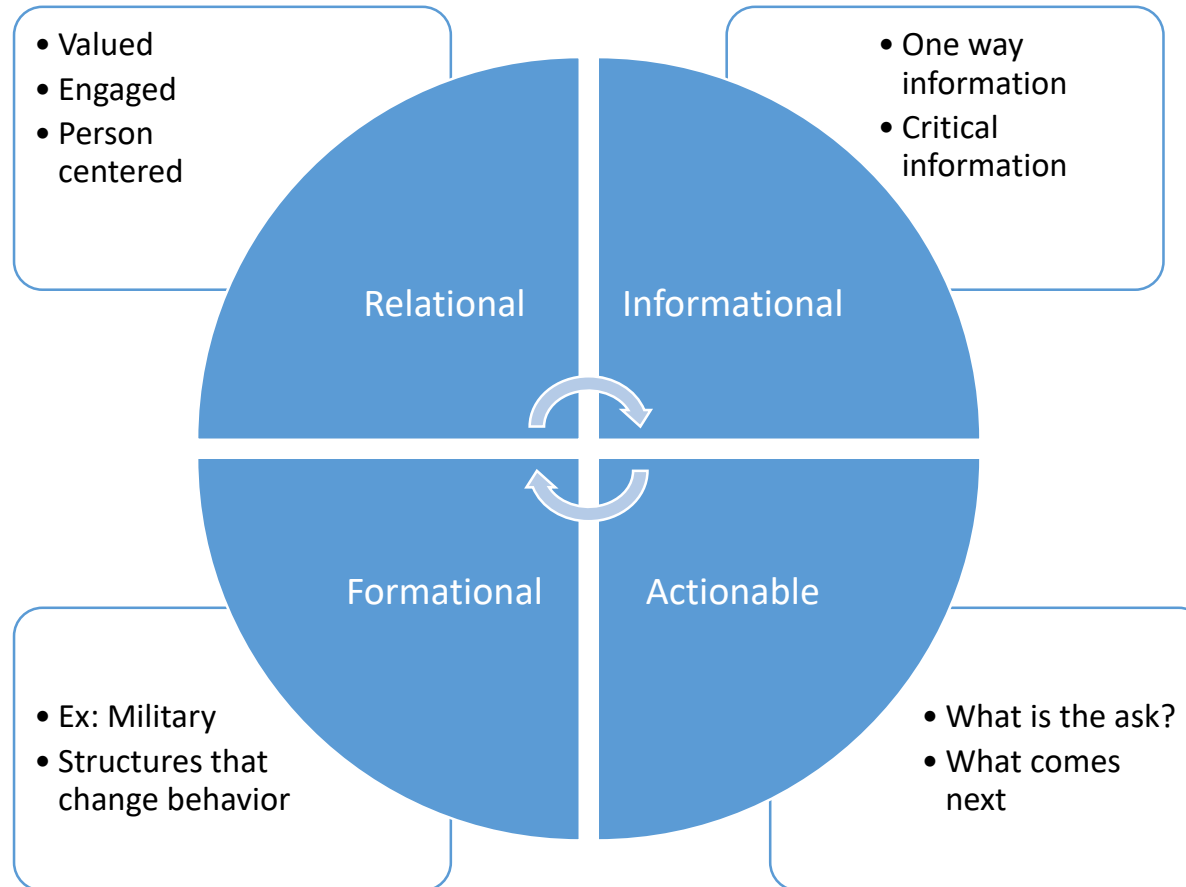 • Valued
• Engaged
• Person
centered
• One way
information
• Critical
information
Relational
Informational
Formational
Actionable
• Ex: Military
• Structures that
change behavior
• What is the ask?
• What comes
next